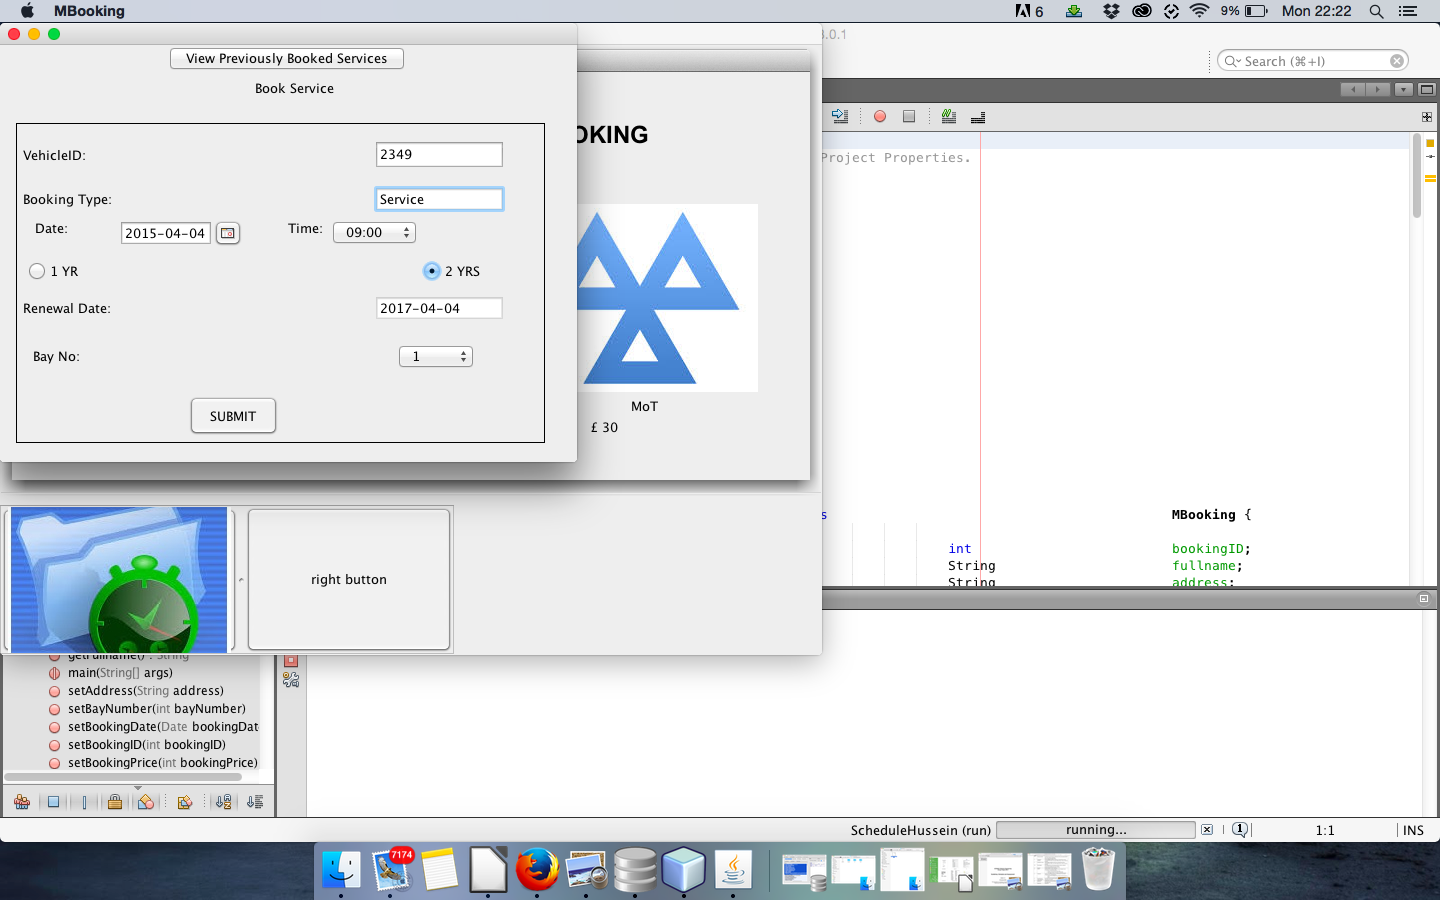 MBooking
6
9%
Mon 22:22
8.0.1
Search (⌘+I)
View Previously Booked Services
Book Service
VehicleID:
2349
Booking Type:
Service
Date:
2015-04-04
Time:
09:00
1 YR
2 YRS
Renewal Date:
2017-04-04
Bay No:
1
SUBMIT
OKING
MoT
£ 30
Project Properties.
s
MBooking {
int
bookingID;
String
fullname;
String
address;
right button
getFullname() : String
main(String[] args)
setAddress(String address)
setBayNumber(int bayNumber)
setBookingDate(Date bookingDat
setBookingID(int bookingID)
setBookingPrice(int bookingPrice)
ScheduleHussein (run)
running...
1
1:1
INS
7174